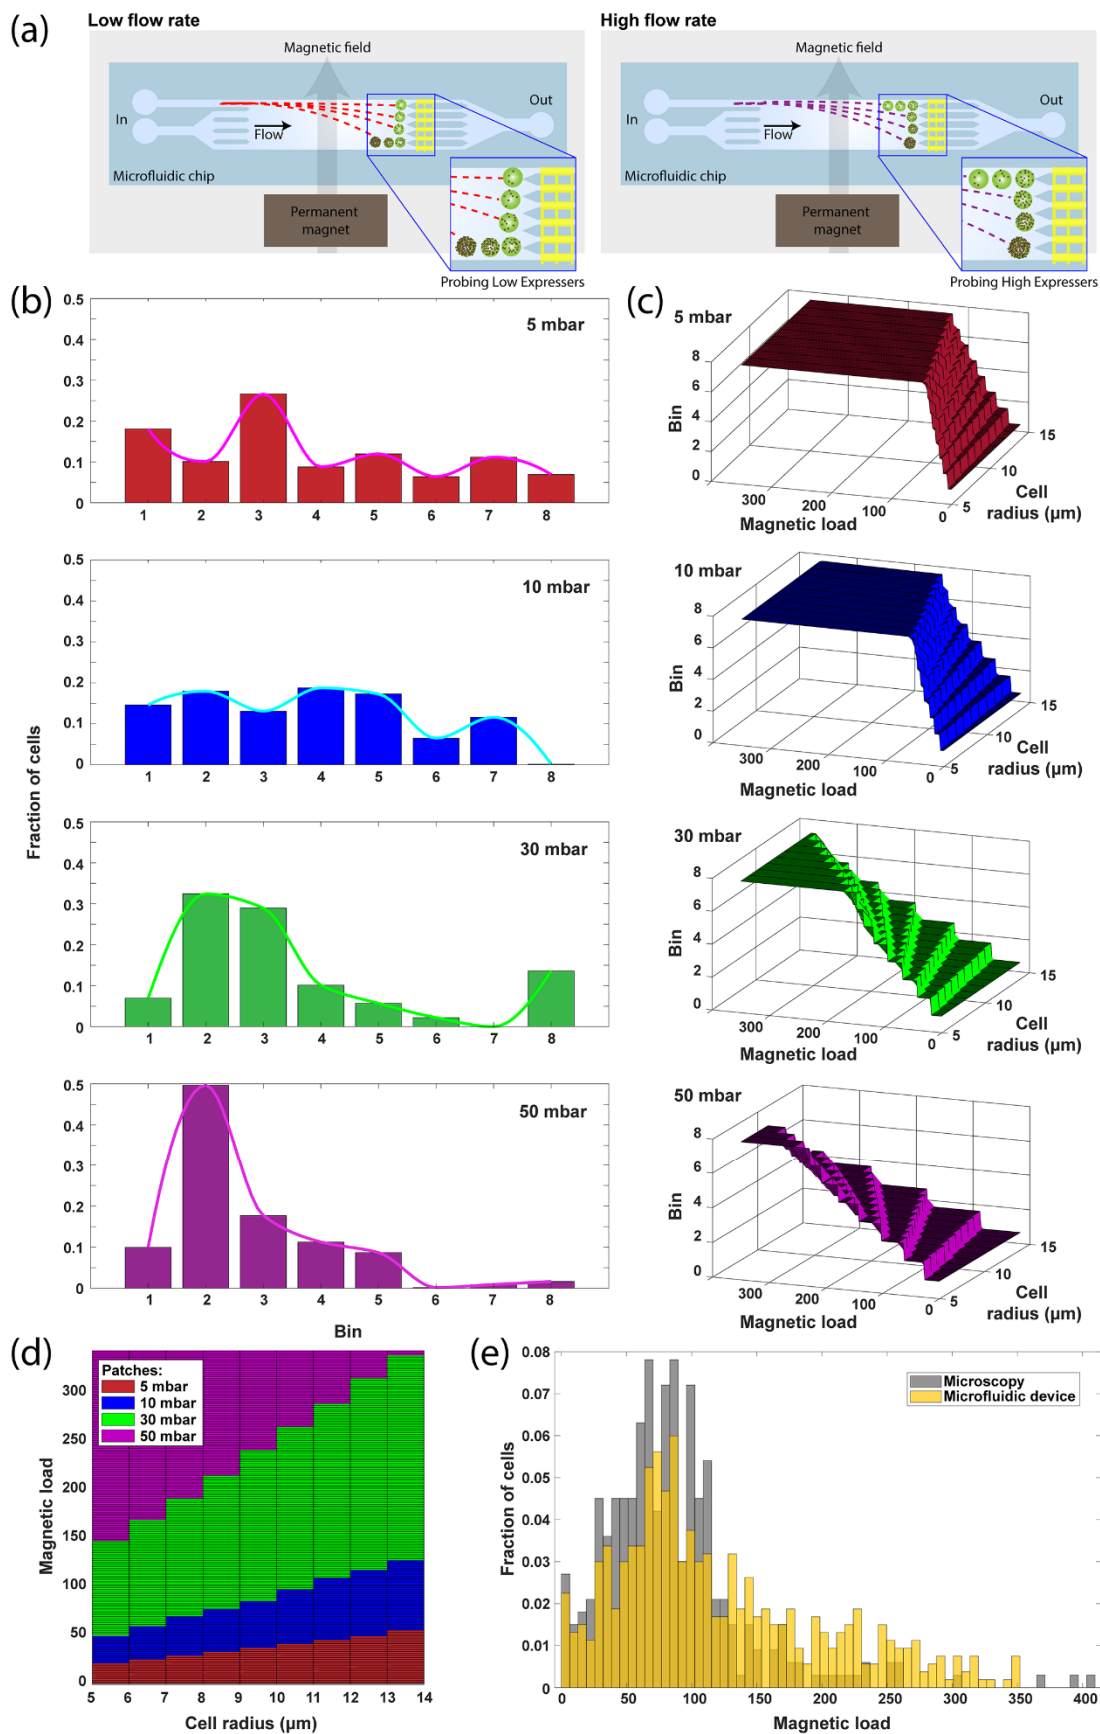 (a)
Low flow rate
Magnetic field
In
Out
Flow
Microfluidic chip
Permanent
magnet
Probing Low Expressers
High flow rate
Magnetic field
In
Out
Flow
Microfluidic chip
Permanent
magnet
Probing High Expressers
(b)
Fraction of cells
0.5
0.4
0.3
0.2
0.1
0
5 mbar
1 2 3 4 5 6 7 8
0.5
0.4
0.3
0.2
0.1
0
10 mbar
1 2 3 4 5 6 7 8
0.5
0.4
0.3
0.2
0.1
0
30 mbar
1 2 3 4 5 6 7 8
0.5
0.4
0.3
0.2
0.1
0
50 mbar
1 2 3 4 5 6 7 8
Bin
(c)
5 mbar
Bin
8
6
4
2
0
300 200 100 0
Magnetic load
5 10 15
Cell
radius (µm)
10 mbar
Bin
8
6
4
2
0
300 200 100 0
Magnetic load
5 10 15
Cell
radius (µm)
30 mbar
Bin
8
6
4
2
0
300 200 100 0
Magnetic load
5 10 15
Cell
radius (µm)
50 mbar
Bin
8
6
4
2
0
300 200 100 0
Magnetic load
5 10 15
Cell
radius (µm)
(d)
Patches:
5 mbar
10 mbar
30 mbar
50 mbar
Magnetic load
300
250
200
150
100
50
0
5 6 7 8 9 10 11 12 13 14
Cell radius (µm)
(e)
Fraction of cells
0.08
0.07
0.06
0.05
0.04
0.03
0.02
0.01
0
Microscopy
Microfluidic device
0 50 100 150 200 250 300 350 400
Magnetic load